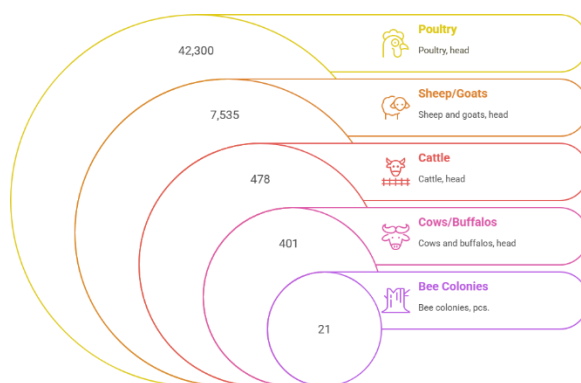 Poultry
42,300
Poultry, head
Sheep/Goats
7,535
Sheep and goats, head
Cattle
478
Cattle, head
Cows/Buffalos
401
Cows and buffalos, head
Bee Colonies
21
Bee colonies, pcs.